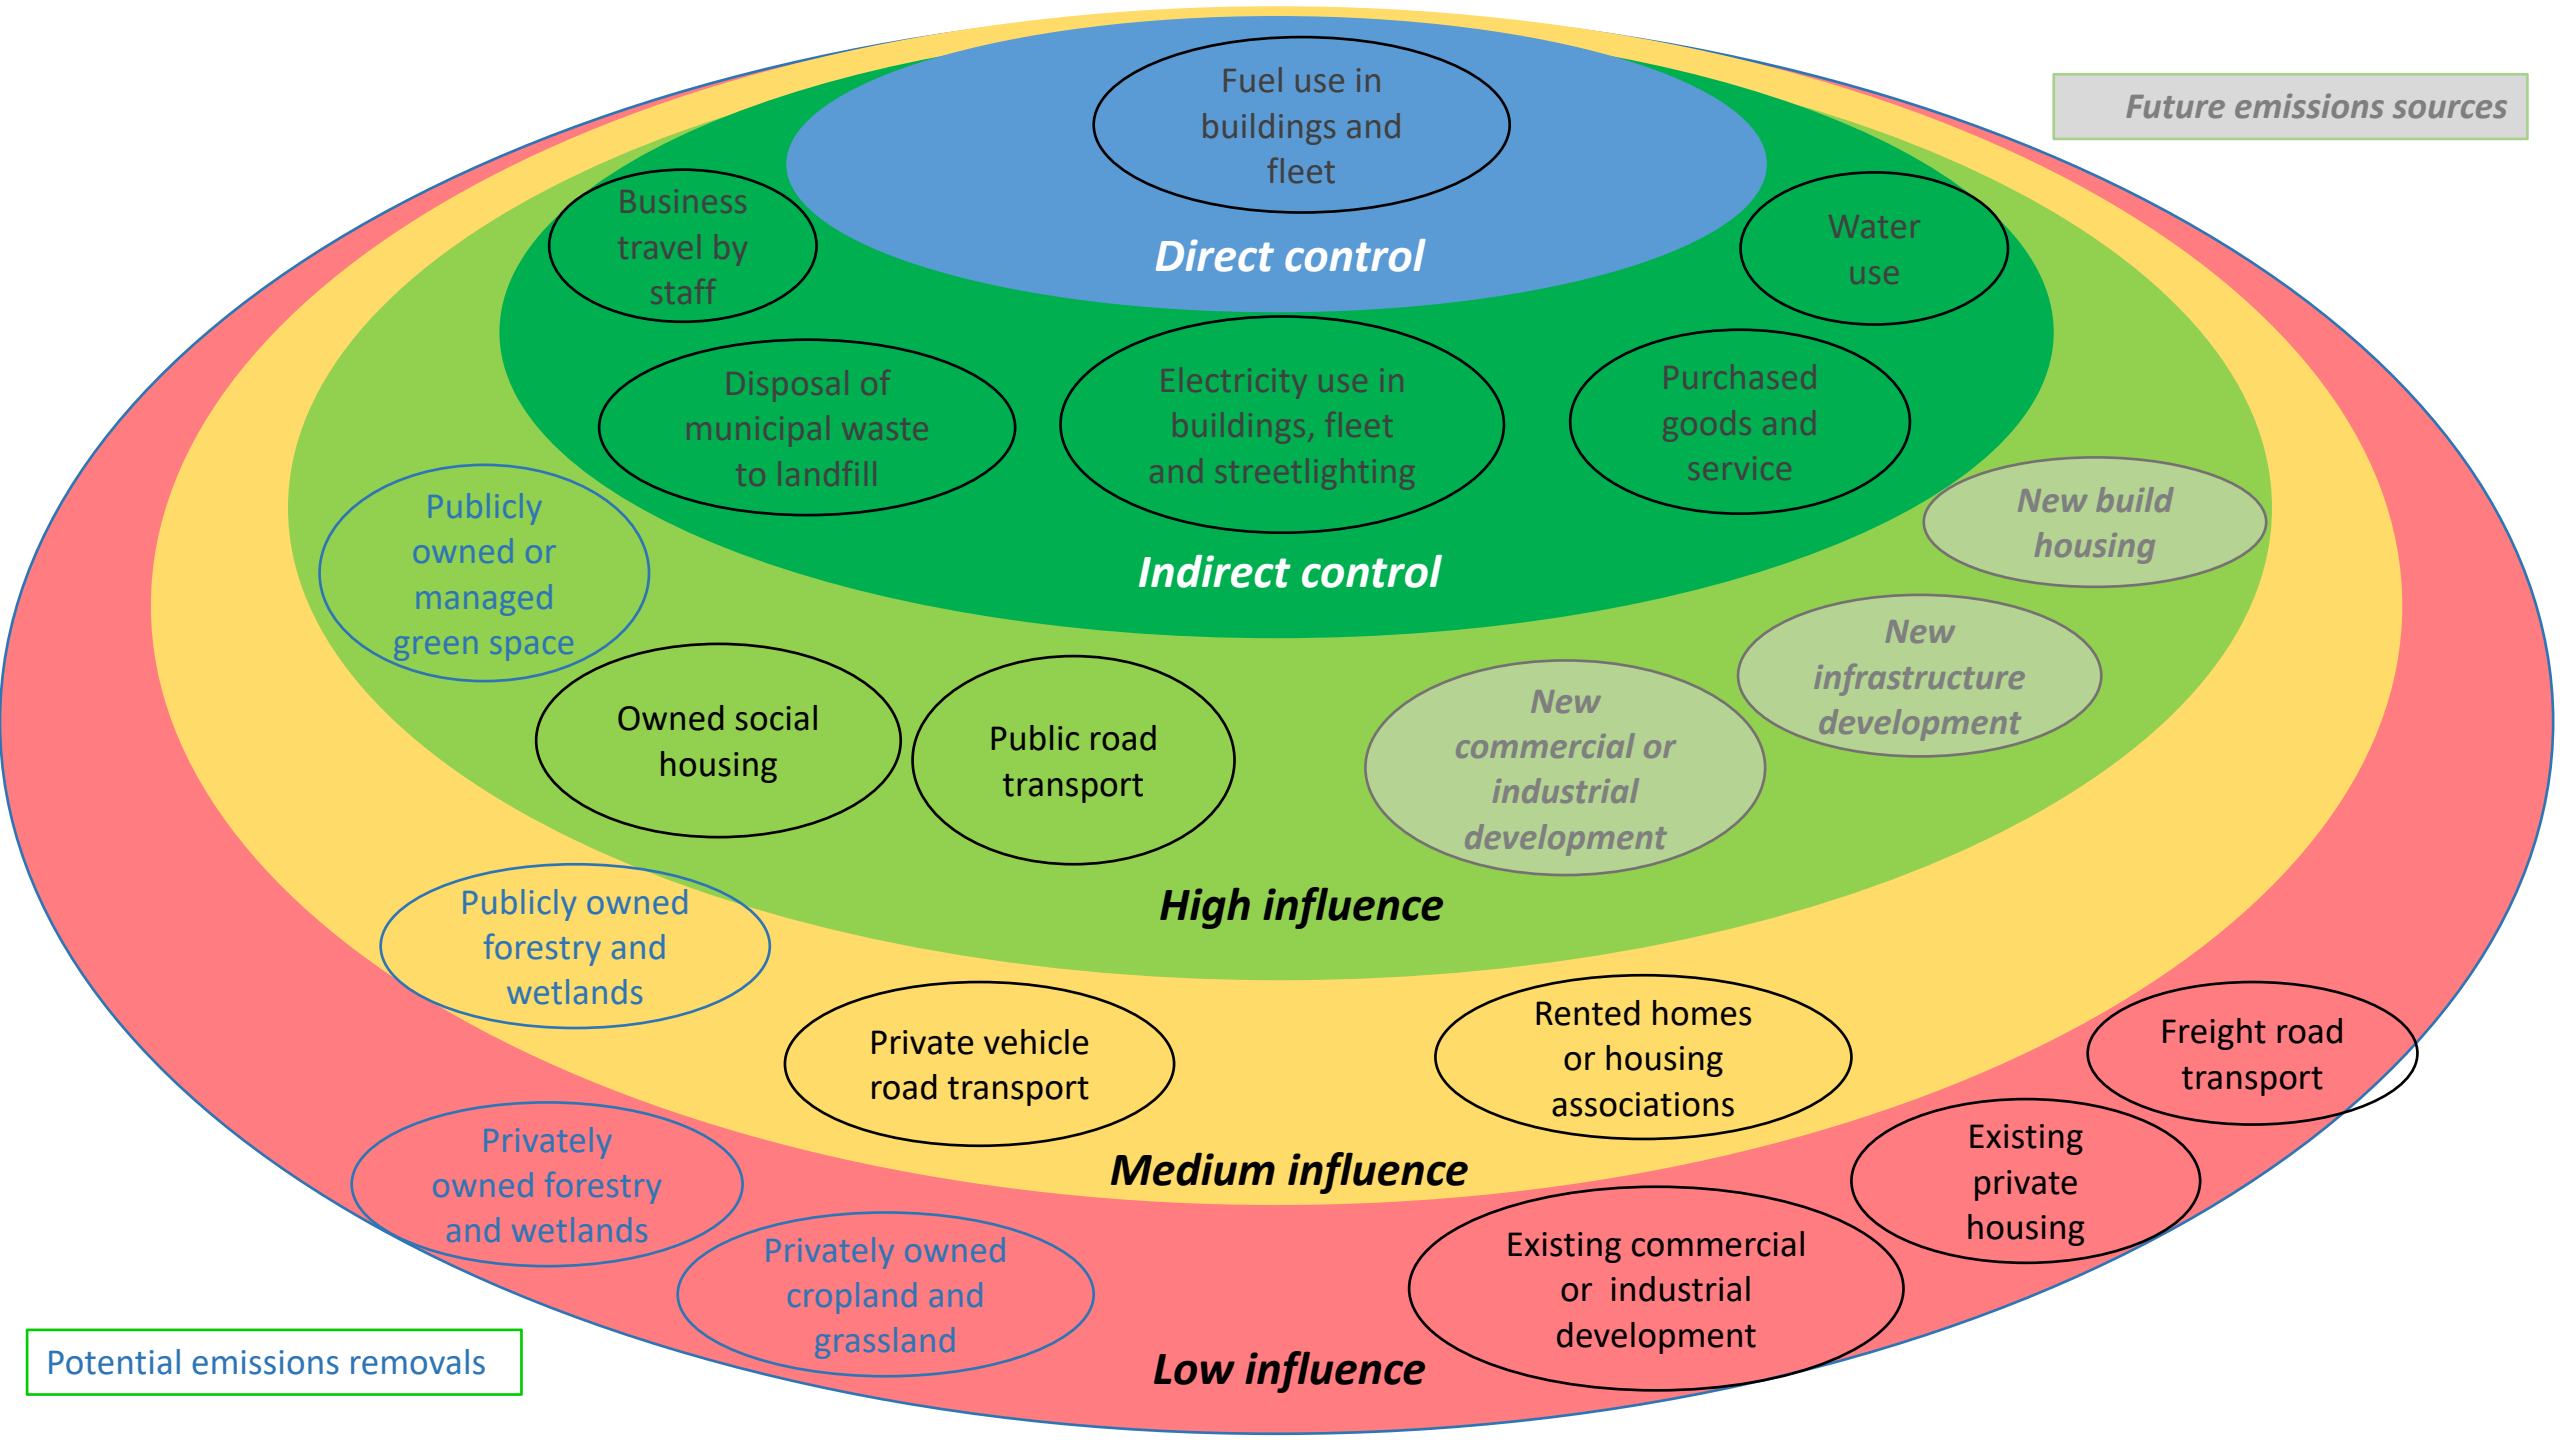 Fuel use in
buildings and
fleet
Future emissions sources
Business
travel by
staff
Direct control
Water
use
Disposal of
municipal waste
to landfill
Electricity use in
buildings, fleet
and streetlighting
Purchased
goods and
service
Publicly
owned or
managed
green space
Indirect control
New build
housing
Owned social
housing
Public road
transport
New
commercial or
industrial
development
New
infrastructure
development
High influence
Publicly owned
forestry and
wetlands
Private vehicle
road transport
Rented homes
or housing
associations
Freight road
transport
Medium influence
Existing
private
housing
Privately
owned forestry
and wetlands
Privately owned
cropland and
grassland
Existing commercial
or industrial
development
Low influence
Potential emissions removals